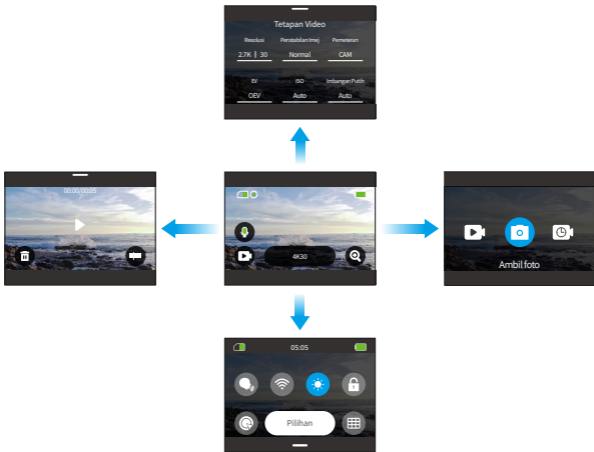 Tetapan Video
Resolusi Penstabilan Imej Pemeteran
2.7K | 30 Normal CAM
EV ISO Imbangan Putih
OEV Auto Auto
00:00/00:05
4K30
Ambil foto
05:05
Pilihan